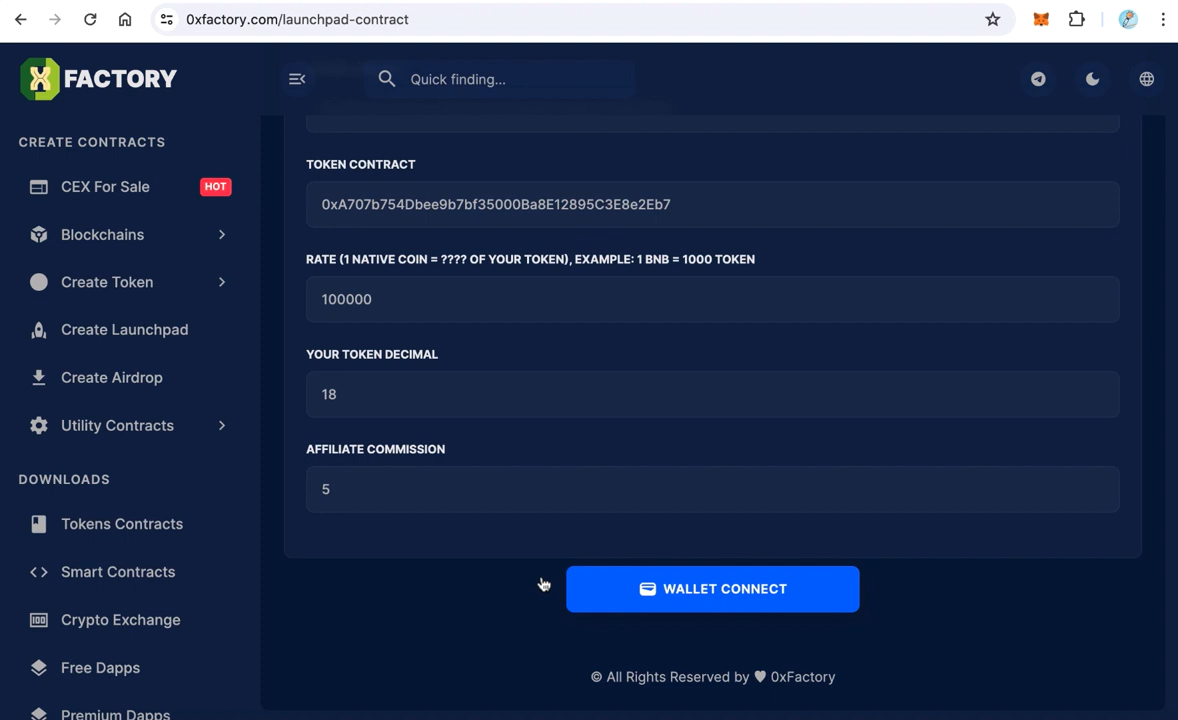 0xfactory.com/launchpad-contract
X FACTORY
Quick finding...
CREATE CONTRACTS
CEX For Sale HOT
Blockchains
Create Token
Create Launchpad
Create Airdrop
Utility Contracts
DOWNLOADS
Tokens Contracts
Smart Contracts
Crypto Exchange
Free Dapps
Premium Dapps
TOKEN CONTRACT
0xA707b754Dbee9b7bf35000Ba8E12895C3E8e2Eb7
RATE (1 NATIVE COIN = ???? OF YOUR TOKEN), EXAMPLE: 1 BNB = 1000 TOKEN
100000
YOUR TOKEN DECIMAL
18
AFFILIATE COMMISSION
5
WALLET CONNECT
© All Rights Reserved by ♥ 0xFactory